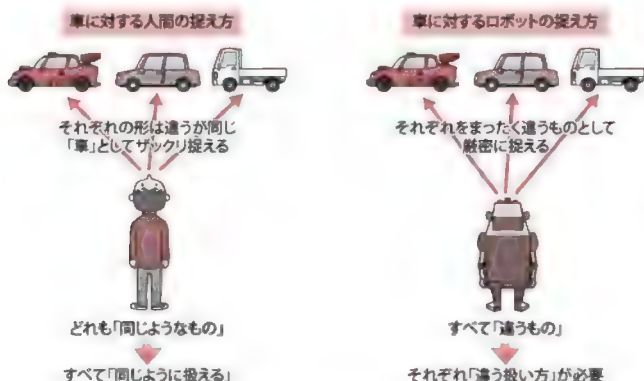 車に対する人間の捉え方
それぞれの形は違うが同じ
「車」としてザックリ捉える
どれも「同じようなもの」
すべて「同じように扱える」
車に対するロボットの捉え方
それぞれをまったく違うものとして
厳密に捉える
すべて「違うもの」
それぞれ「違う扱い方」が必要